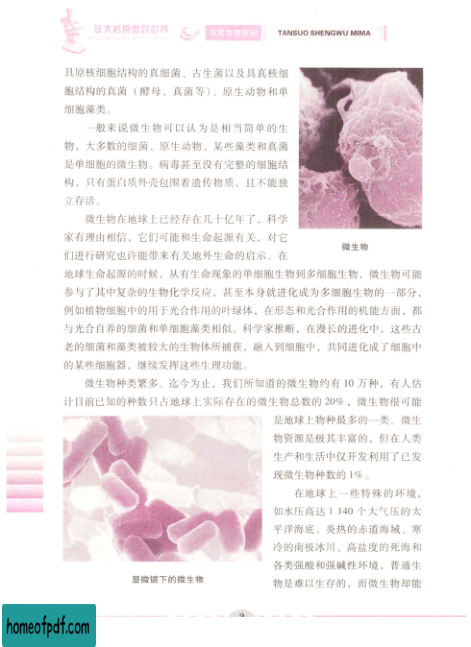 放大器凝聚的世界
探索生物密码
TANSUO SHENGWU MIMA
具原核细胞结构的真细菌、古生菌以及具真核细
胞结构的真菌（酵母、真菌等）、原生动物和单
细胞藻类。
一般来说微生物可以认为是相当简单的生
物，大多数的细菌、原生动物、某些藻类和真菌
是单细胞的微生物。病毒甚至没有完整的细胞结
构，只有蛋白质外壳包围着遗传物质，且不能独
立存活。
微生物在地球上已经存在几十亿年了，科学
家有理由相信，它们可能和生命起源有关，对它
们进行研究也许能带来有关地外生命的启示。在
微生物
地球生命起源的时候，从有生命现象的单细胞生物到多细胞生物，微生物可能
参与了其中复杂的生物化学反应，甚至本身就进化成为多细胞生物的一部分，
例如植物细胞中的用于光合作用的叶绿体，在形态和光合作用的机能方面，都
与光合自养的细菌和单细胞藻类相似。科学家推断，在漫长的进化中，这些古
老的细菌和藻类被较大的生物体所捕获，融入到细胞中，共同进化成了细胞中
的某些细胞器，继续发挥这些生理功能。
微生物种类繁多。迄今为止，我们所知道的微生物约有 10 万种，有人估
计目前已知的种数只占地球上实际存在的微生物总数的 20%，微生物很可能
是地球上物种最多的一类。微生
物资源是极其丰富的，但在人类
生产和生活中仅开发利用了已发
现微生物种数的 1%。
在地球上一些特殊的环境，
如水压高达 1 140 个大气压的太
平洋海底、炎热的赤道海域、寒
冷的南极冰川、高盐度的死海和
各类强酸和强碱性环境，普通生
物是难以生存的，而微生物却能
显微镜下的微生物
homeofpdf.com